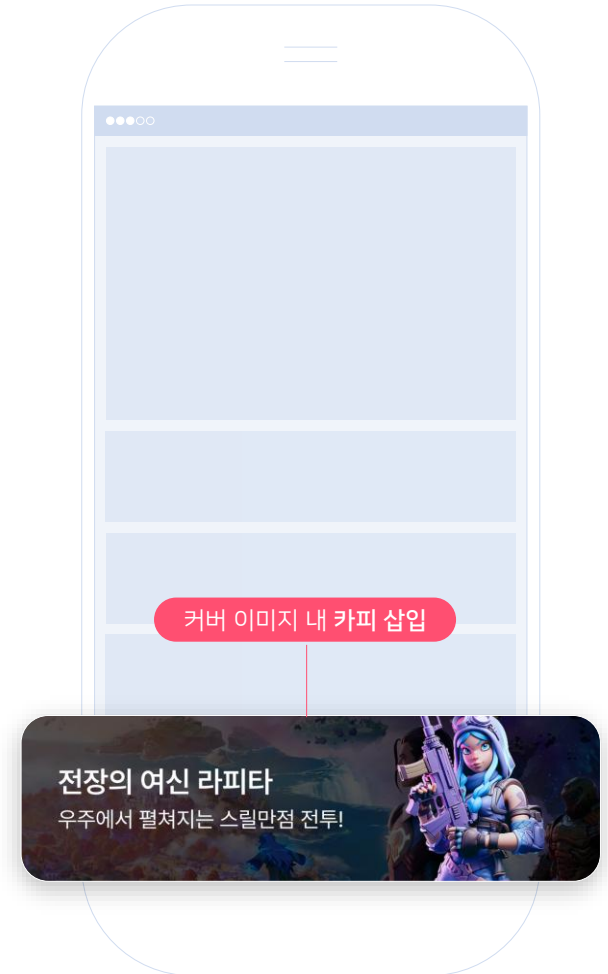 커버 이미지 내 카피 삽입
전장의 여신 라피타
우주에서 펼쳐지는 스릴만점 전투!